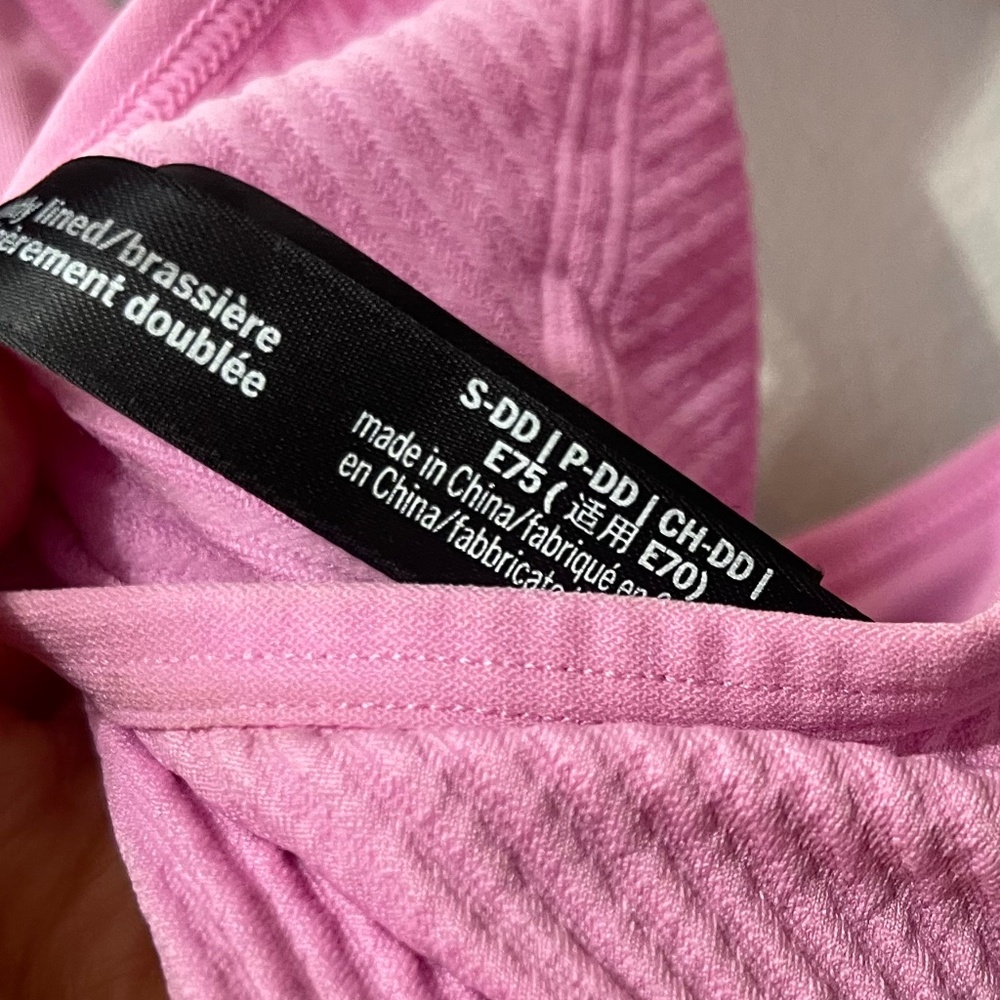 lined/brassière
doublée
S-DD | P-DD | CH-DD |
E75 ( 适用 E70)
made in China/fabriqué en
en China/fabbricato